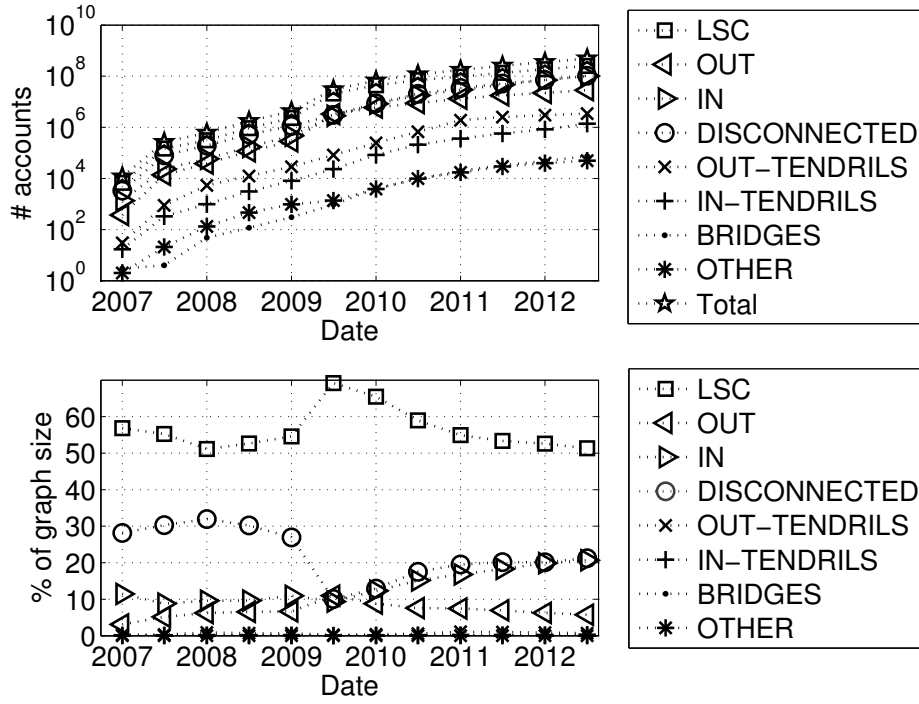 10^10
10^8
10^6
10^4
10^2
10^0
# accounts
2007 2008 2009 2010 2011 2012
Date
LSC
OUT
IN
DISCONNECTED
OUT−TENDRILS
IN−TENDRILS
BRIDGES
OTHER
Total
60
50
40
30
20
10
0
% of graph size
2007 2008 2009 2010 2011 2012
Date
LSC
OUT
IN
DISCONNECTED
OUT−TENDRILS
IN−TENDRILS
BRIDGES
OTHER